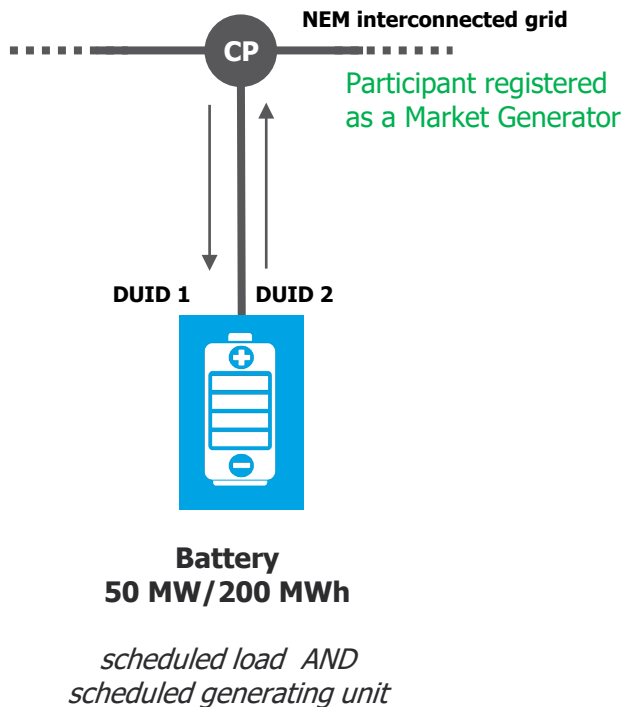 NEM interconnected grid
CP
Participant registered
as a Market Generator
DUID 1
DUID 2
Battery
50 MW/200 MWh
scheduled load AND
scheduled generating unit